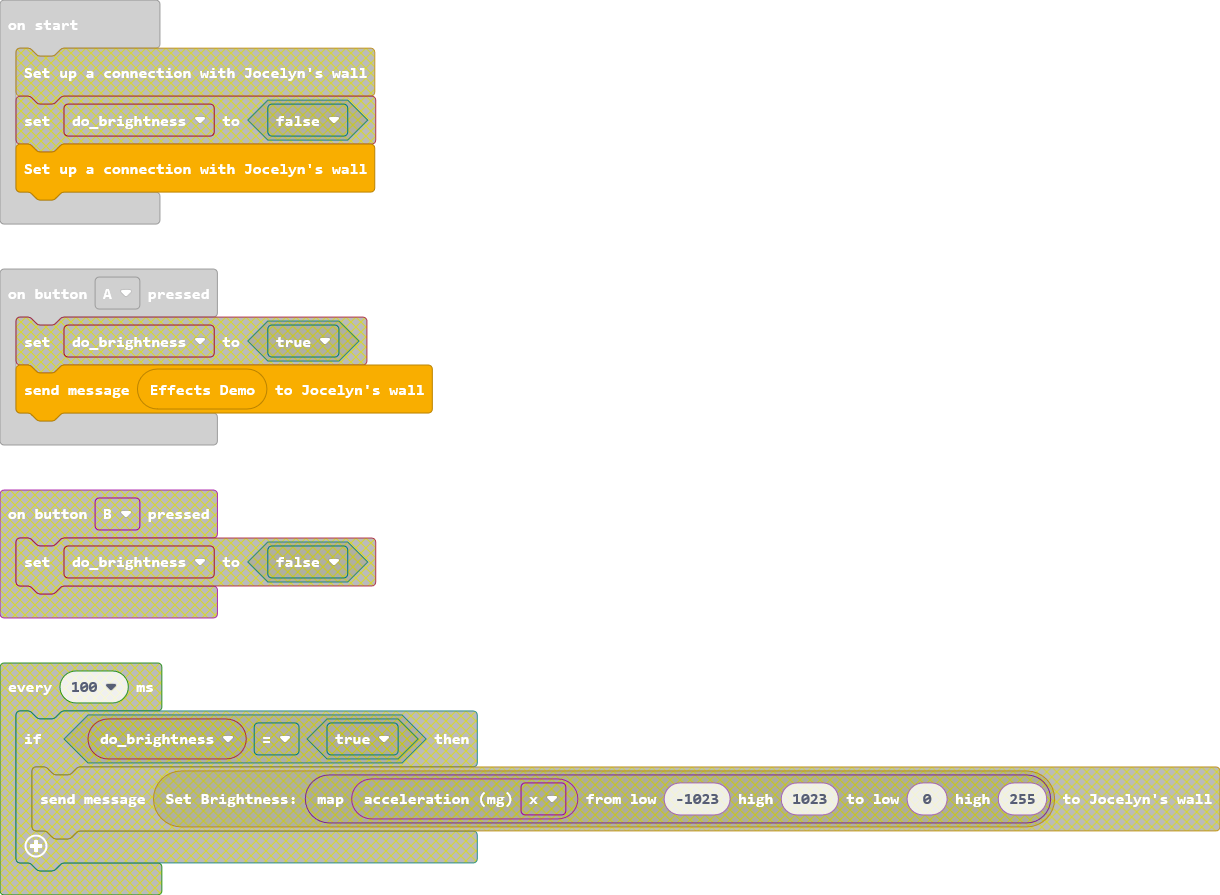 on start
Set up a connection with Jocelyn's wall
set do_brightness to false
Set up a connection with Jocelyn's wall
on button A pressed
set do_brightness to true
send message Effects Demo to Jocelyn's wall
on button B pressed
set do_brightness to false
every 100 ms
if do_brightness = true then
send message Set Brightness: map acceleration (mg) x from low -1023 high 1023 to low 0 high 255 to Jocelyn's wall